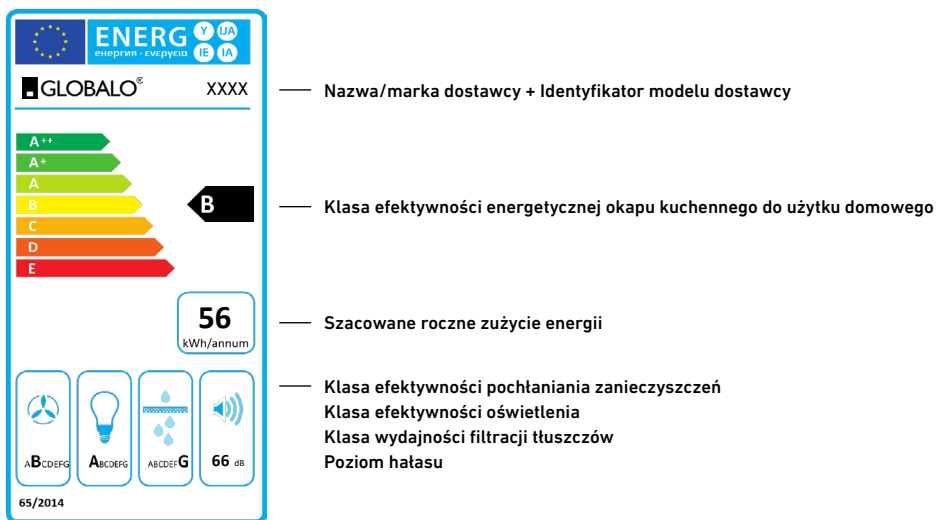 ENERG Y IJA
енергия · ενεργεια IE IA
GLOBALO® XXXX
Nazwa/marka dostawcy + Identyfikator modelu dostawcy
A++
A+
A
B
B
Klasa efektywności energetycznej okapu kuchennego do użytku domowego
C
D
E
56
kWh/annum
Szacowane roczne zużycie energii
Klasa efektywności pochłaniania zanieczyszczeń
Klasa efektywności oświetlenia
Klasa wydajności filtracji tłuszczów
Poziom hałasu
ABCDEFG
ABCDEFG
ABCDEFG
66 dB
65/2014